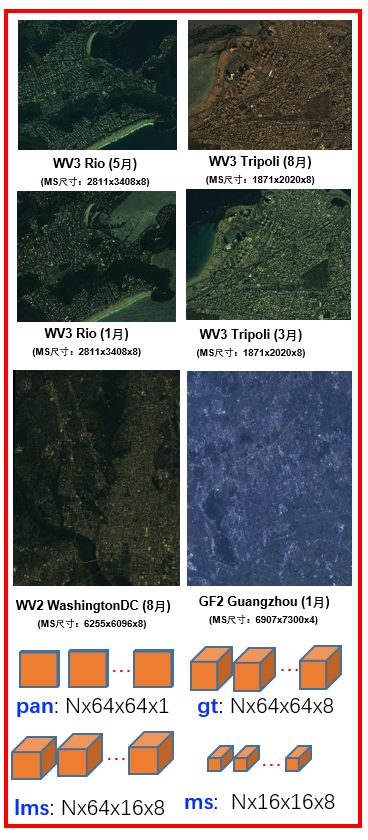 WV3 Rio (5月)
(MS尺寸：2811x3408x8)
WV3 Tripoli (8月)
(MS尺寸：1871x2020x8)
WV3 Rio (1月)
(MS尺寸：2811x3408x8)
WV3 Tripoli (3月)
(MS尺寸：1871x2020x8)
WV2 WashingtonDC (8月)
(MS尺寸：6255x6096x8)
GF2 Guangzhou (1月)
(MS尺寸：6907x7300x4)
...
...
pan: Nx64x64x1
gt: Nx64x64x8
...
...
lms: Nx64x16x8
ms: Nx16x16x8